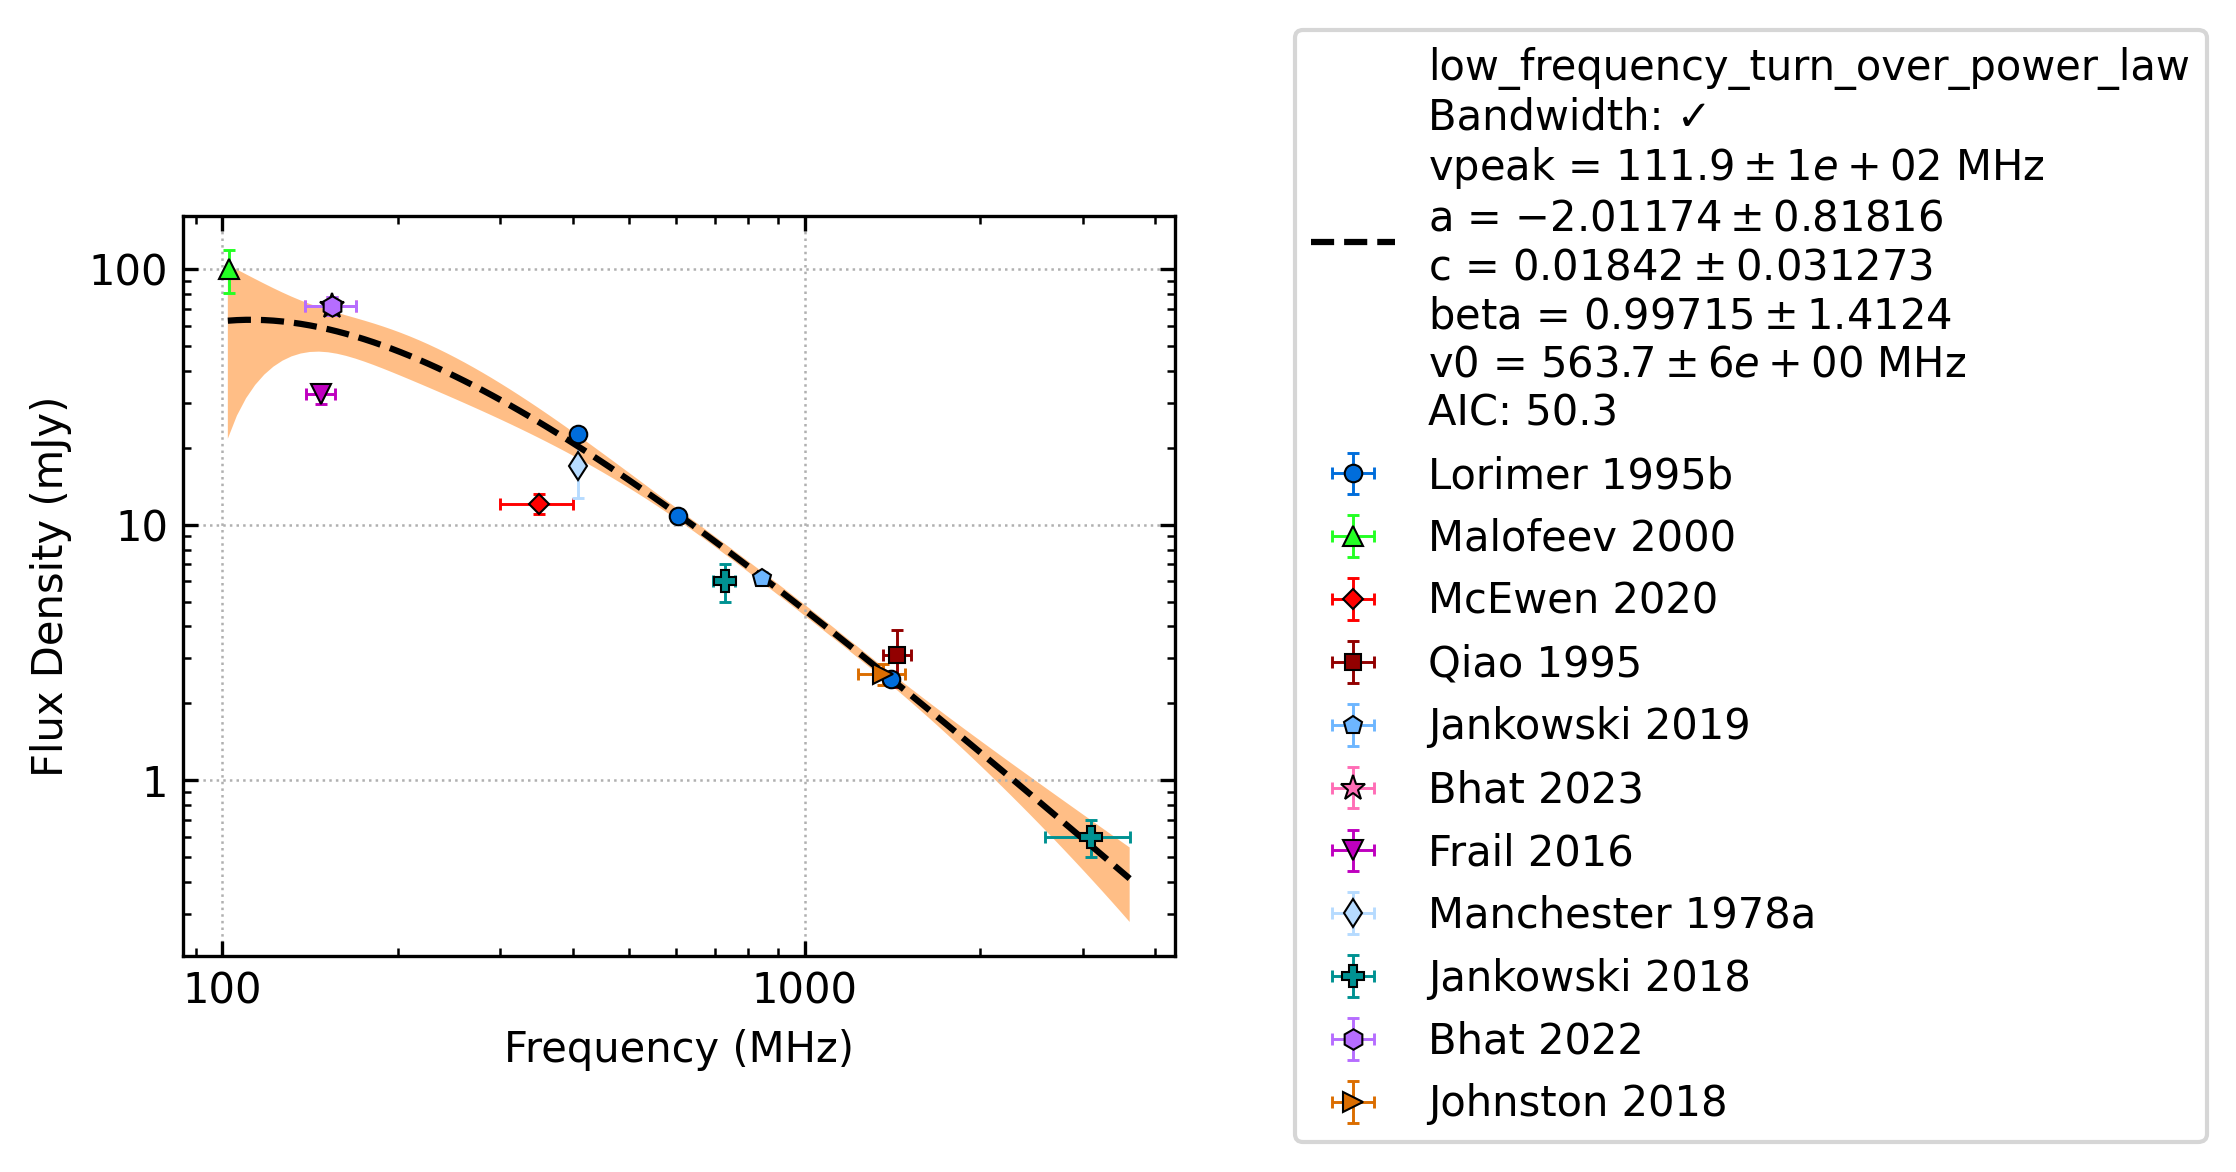 100
10
1
Flux Density (mJy)
100
1000
Frequency (MHz)
low_frequency_turn_over_power_law
Bandwidth: ✓
vpeak = 111.9 ± 1e + 02 MHz
a = −2.01174 ± 0.81816
c = 0.01842 ± 0.031273
beta = 0.99715 ± 1.4124
v0 = 563.7 ± 6e + 00 MHz
AIC: 50.3
Lorimer 1995b
Malofeev 2000
McEwen 2020
Qiao 1995
Jankowski 2019
Bhat 2023
Frail 2016
Manchester 1978a
Jankowski 2018
Bhat 2022
Johnston 2018